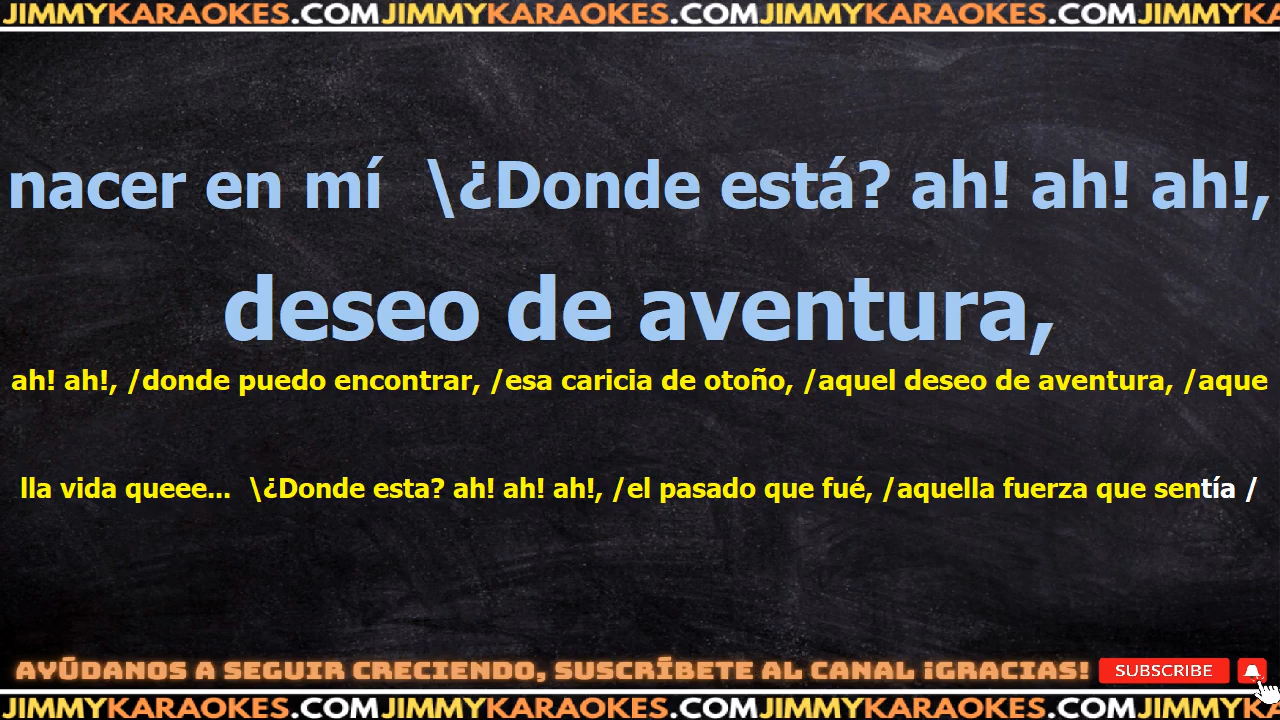 JIMMYKARAOKES.COMJIMMYKARAOKES.COMJIMMYKARAOKES.COMJIMMYKA
nacer en mí \¿Donde está? ah! ah! ah!,
deseo de aventura,
ah! ah!, /donde puedo encontrar, /esa caricia de otoño, /aquel deseo de aventura, /aque
lla vida queee... \¿Donde esta? ah! ah! ah!, /el pasado que fué, /aquella fuerza que sentía /
AYÚDANOS A SEGUIR CRECIENDO, SUSCRÍBETE AL CANAL ¡GRACIAS! SUBSCRIBE
JIMMYKARAOKES.COMJIMMYKARAOKES.COMJIMMYKARAOKES.COMJIMMYKA